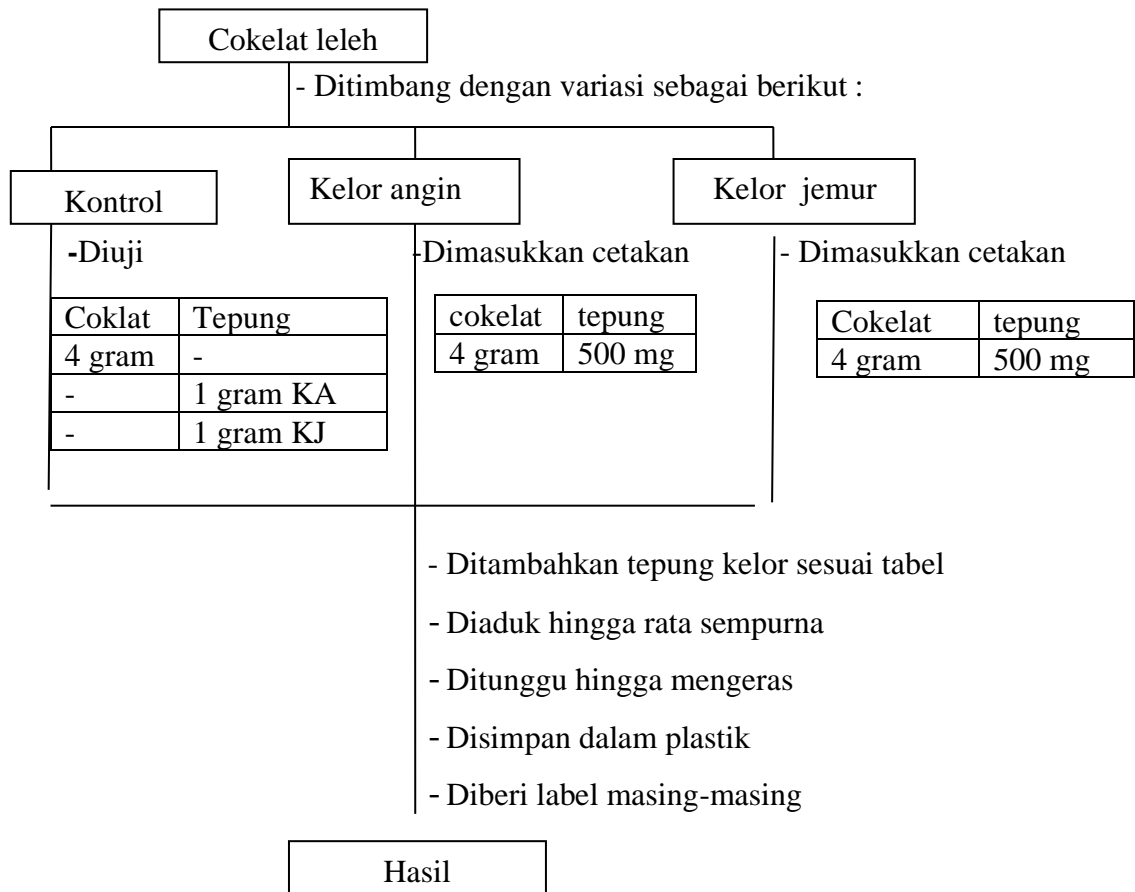 Cokelat leleh
- Ditimbang dengan variasi sebagai berikut :
Kontrol
Kelor angin
Kelor jemur
-Diuji
-Dimasukkan cetakan
- Dimasukkan cetakan
Coklat Tepung
4 gram -
- 1 gram KA
- 1 gram KJ
cokelat tepung
4 gram 500 mg
Cokelat tepung
4 gram 500 mg
- Ditambahkan tepung kelor sesuai tabel
- Diaduk hingga rata sempurna
- Ditunggu hingga mengeras
- Disimpan dalam plastik
- Diberi label masing-masing
Hasil